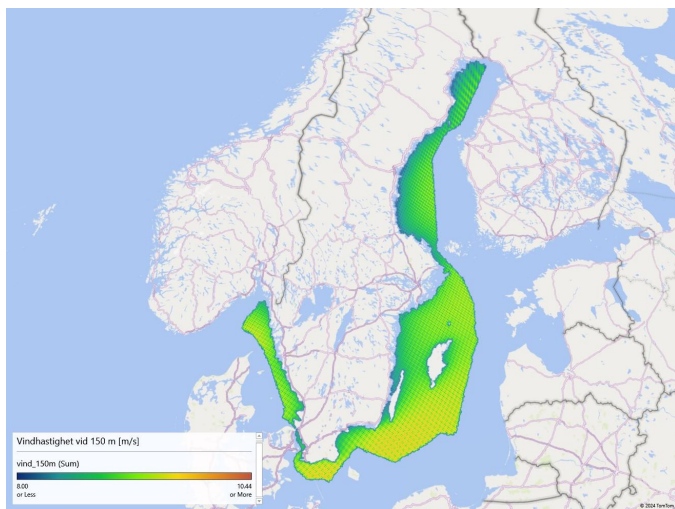 Vindhastighet vid 150 m [m/s]
vind_150m (Sum)
8.00
10.44
or Less
or More
© 2024 TomTom